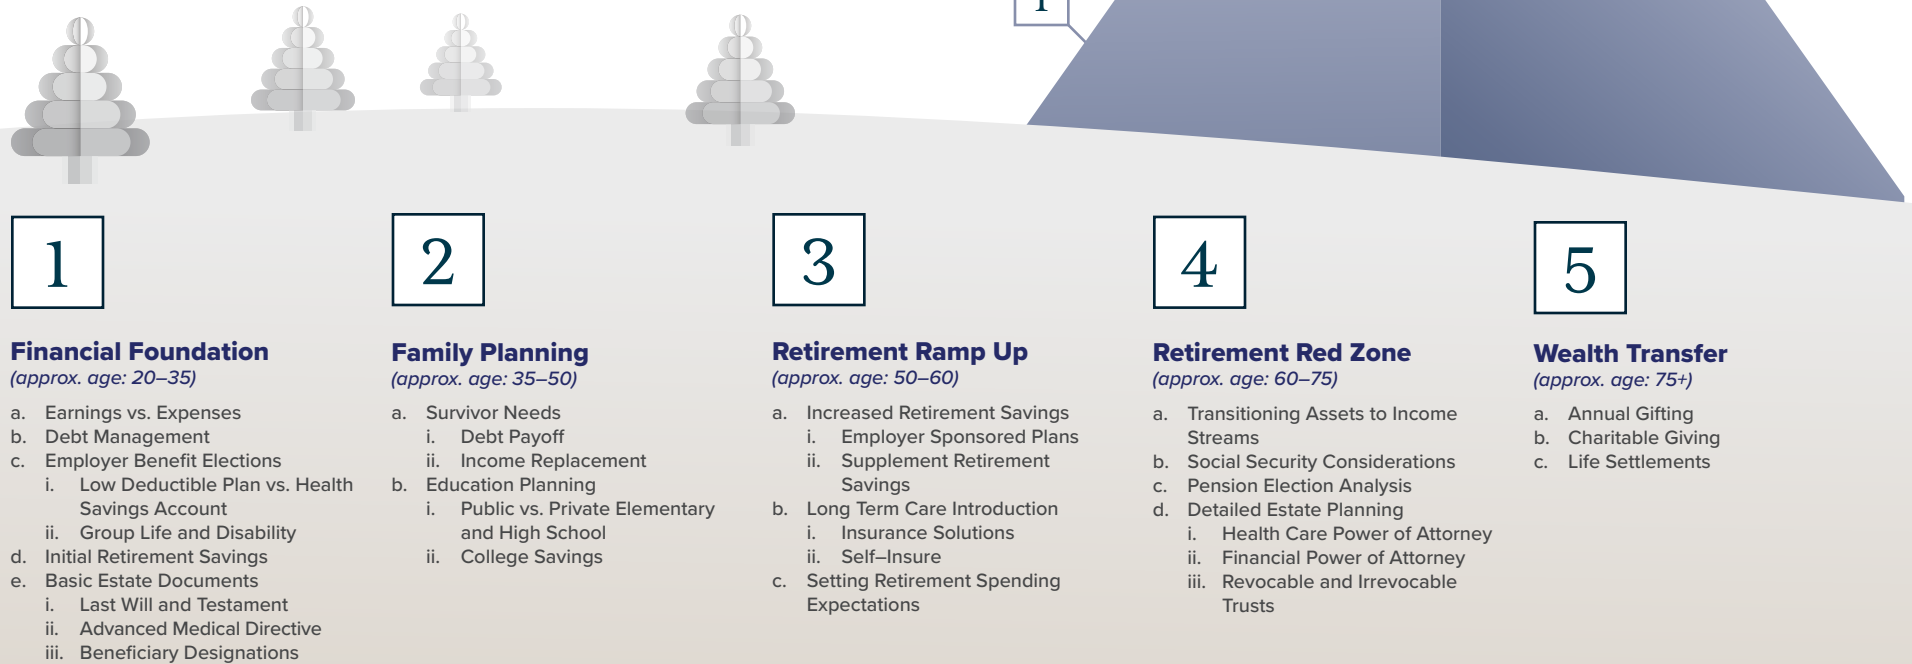 1
1
Financial Foundation
(approx. age: 20–35)
a. Earnings vs. Expenses
b. Debt Management
c. Employer Benefit Elections
i. Low Deductible Plan vs. Health
Savings Account
ii. Group Life and Disability
d. Initial Retirement Savings
e. Basic Estate Documents
i. Last Will and Testament
ii. Advanced Medical Directive
iii. Beneficiary Designations
2
Family Planning
(approx. age: 35–50)
a. Survivor Needs
i. Debt Payoff
ii. Income Replacement
b. Education Planning
i. Public vs. Private Elementary
and High School
ii. College Savings
3
Retirement Ramp Up
(approx. age: 50–60)
a. Increased Retirement Savings
i. Employer Sponsored Plans
ii. Supplement Retirement
Savings
b. Long Term Care Introduction
i. Insurance Solutions
ii. Self–Insure
c. Setting Retirement Spending
Expectations
4
Retirement Red Zone
(approx. age: 60–75)
a. Transitioning Assets to Income
Streams
b. Social Security Considerations
c. Pension Election Analysis
d. Detailed Estate Planning
i. Health Care Power of Attorney
ii. Financial Power of Attorney
iii. Revocable and Irrevocable
Trusts
5
Wealth Transfer
(approx. age: 75+)
a. Annual Gifting
b. Charitable Giving
c. Life Settlements